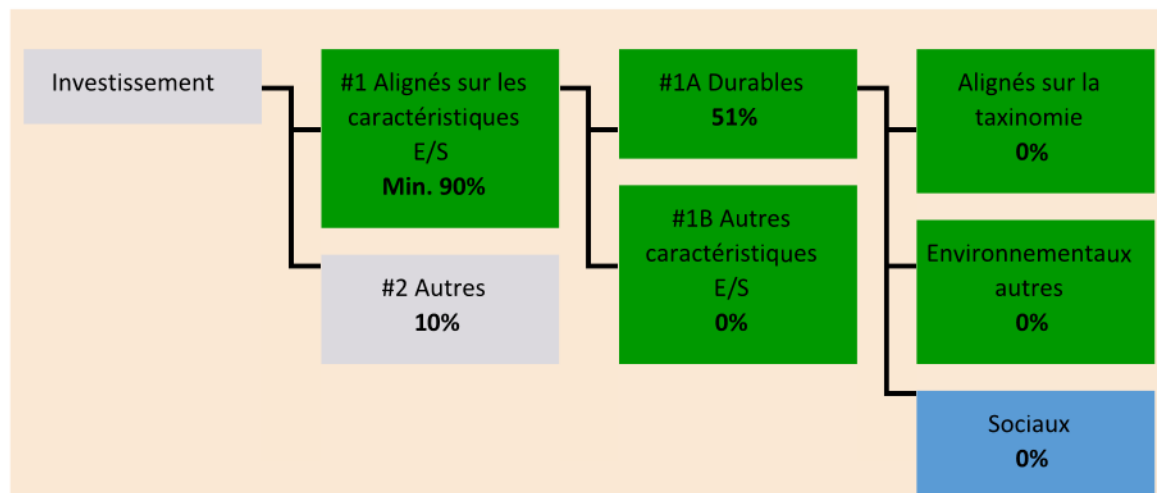 Investissement
#1 Alignés sur les
caractéristiques
E/S
Min. 90%
#2 Autres
10%
#1A Durables
51%
#1B Autres
caractéristiques
E/S
0%
Alignés sur la
taxinomie
0%
Environnementaux
autres
0%
Sociaux
0%